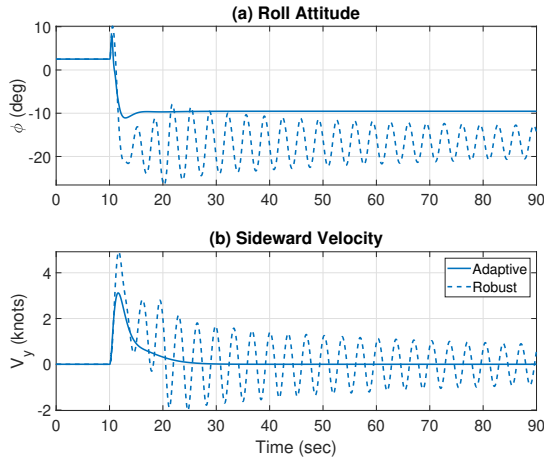 (a) Roll Attitude
10
0
-10
-20
ϕ (deg)
0 10 20 30 40 50 60 70 80 90
(b) Sideward Velocity
4
2
0
-2
V_y (knots)
Adaptive
Robust
0 10 20 30 40 50 60 70 80 90
Time (sec)